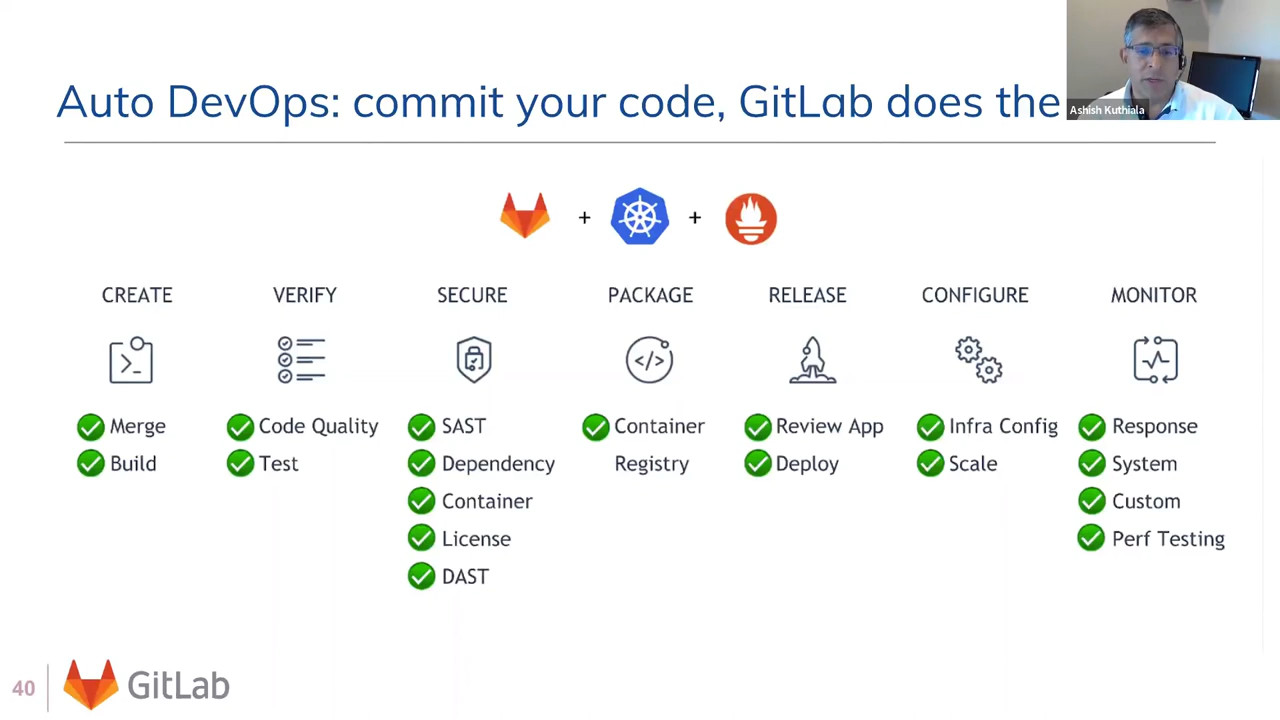 Auto DevOps: commit your code, GitLab does the
Ashish Kuthiala
+ +
CREATE VERIFY SECURE PACKAGE RELEASE CONFIGURE MONITOR
Merge Code Quality SAST Container Review App Infra Config Response
Build Test Dependency Registry Deploy Scale System
Container Custom
License Perf Testing
DAST
40 GitLab